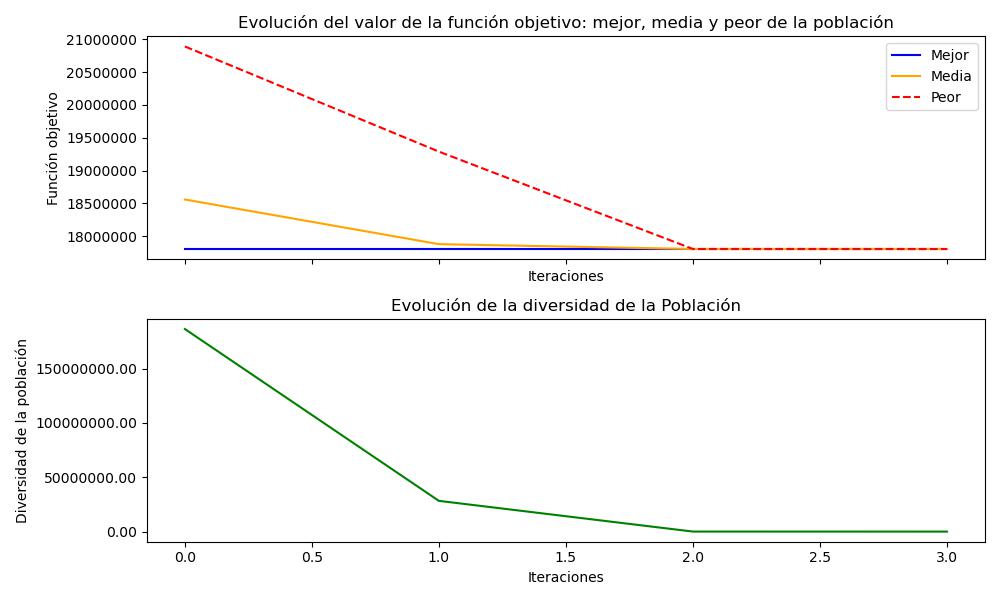 Evolución del valor de la función objetivo: mejor, media y peor de la población
21000000
20500000
20000000
19500000
19000000
18500000
18000000
Función objetivo
Mejor
Media
Peor
Iteraciones
Evolución de la diversidad de la Población
150000000.00
100000000.00
50000000.00
0.00
Diversidad de la población
0.0 0.5 1.0 1.5 2.0 2.5 3.0
Iteraciones